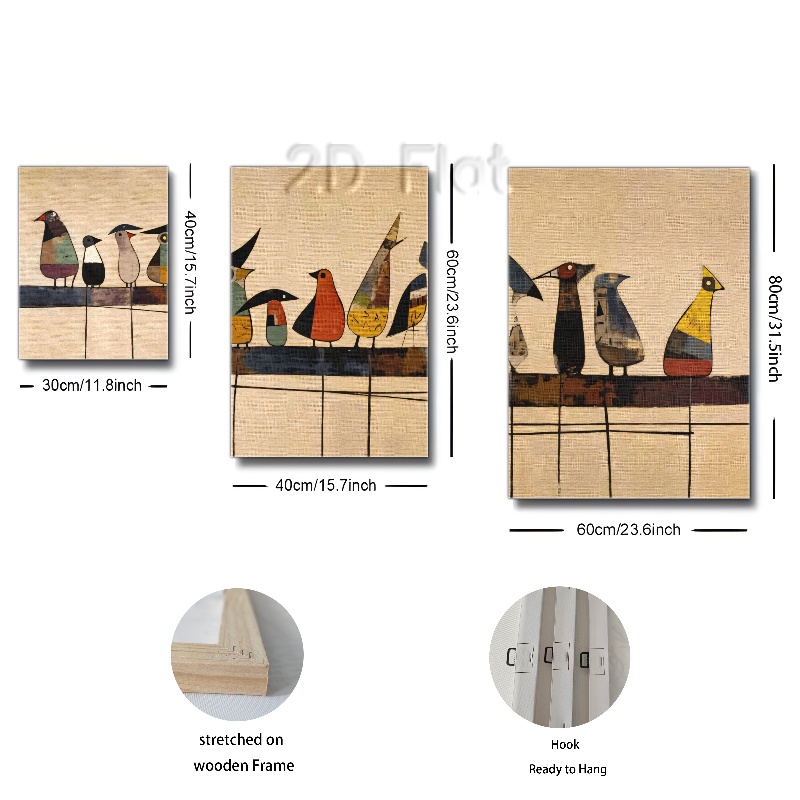 2D Flat
40cm/15.7inch
30cm/11.8inch
60cm/23.6inch
40cm/15.7inch
80cm/31.5inch
60cm/23.6inch
stretched on
wooden Frame
Hook
Ready to Hang